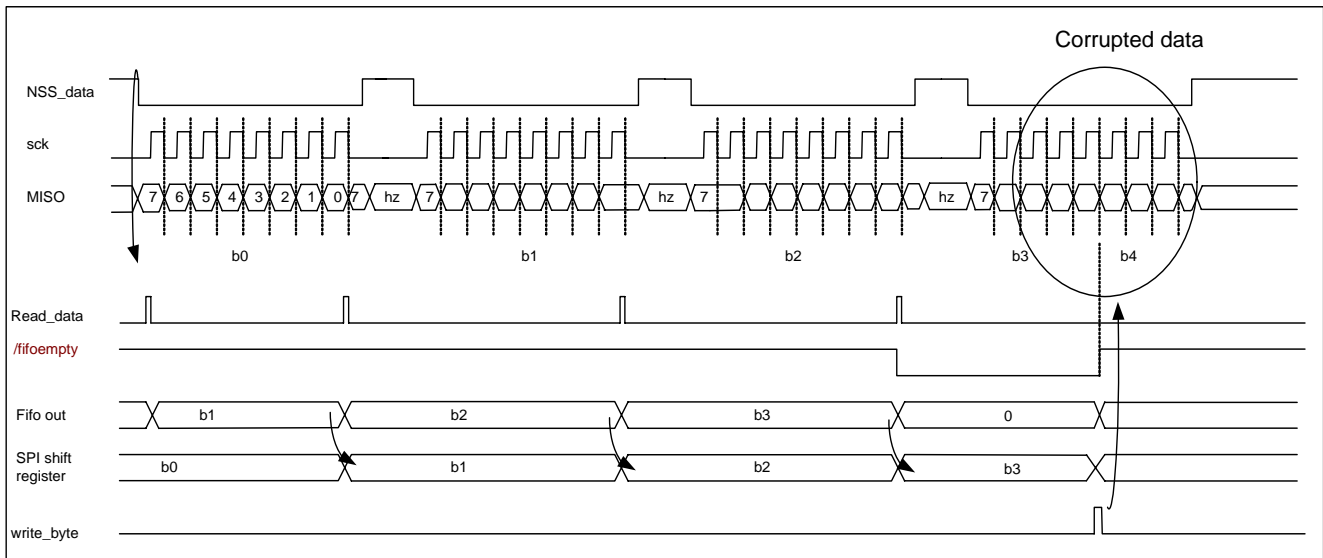 Corrupted data
NSS_data
sck
MISO
7 6 5 4 3 2 1 0 7 hz 7 hz 7 hz 7
b0 b1 b2 b3 b4
Read_data
/fifoempty
Fifo out b1 b2 b3 0
SPI shift
register
b0 b1 b2 b3
write_byte